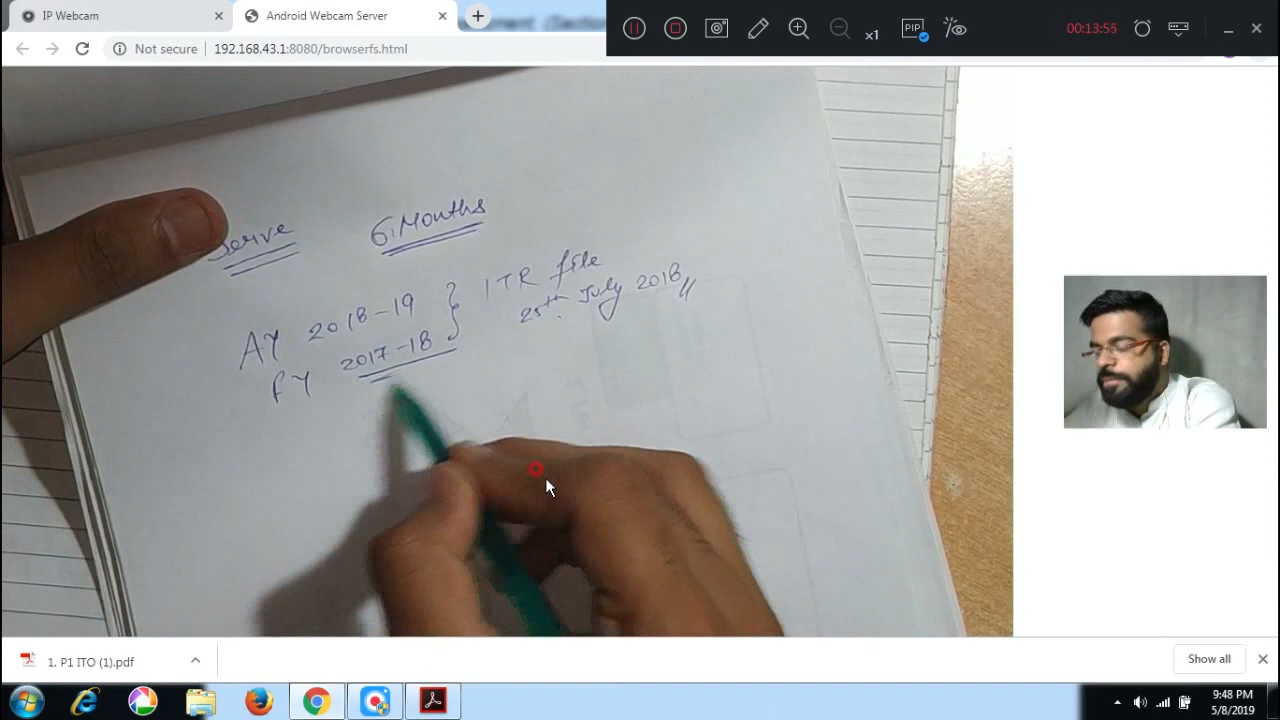 IP Webcam
Android Webcam Server
(Section
Not secure
192.168.43.1:8080/browserfs.html
x1
PIP
00:13:55
Serve 6 Months
AY 2018-19
FY 2017-18
ITR file
25th July 2018
1. P1 ITO (1).pdf
Show all
9:48 PM
5/8/2019